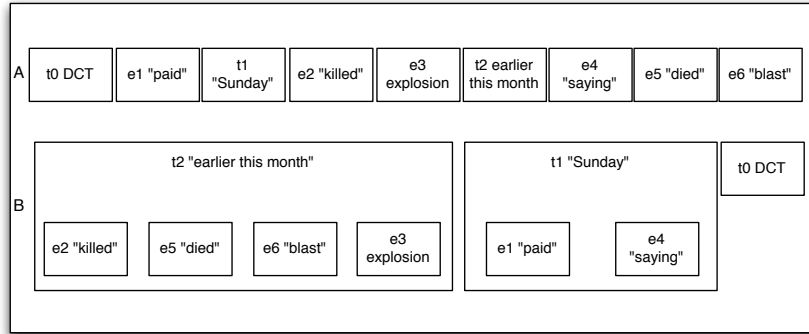 A
t0 DCT
e1 "paid"
t1
"Sunday"
e2 "killed"
e3
explosion
t2 earlier
this month
e4
"saying"
e5 "died"
e6 "blast"
B
t2 "earlier this month"
e2 "killed"
e5 "died"
e6 "blast"
e3
explosion
t1 "Sunday"
e1 "paid"
e4
"saying"
t0 DCT